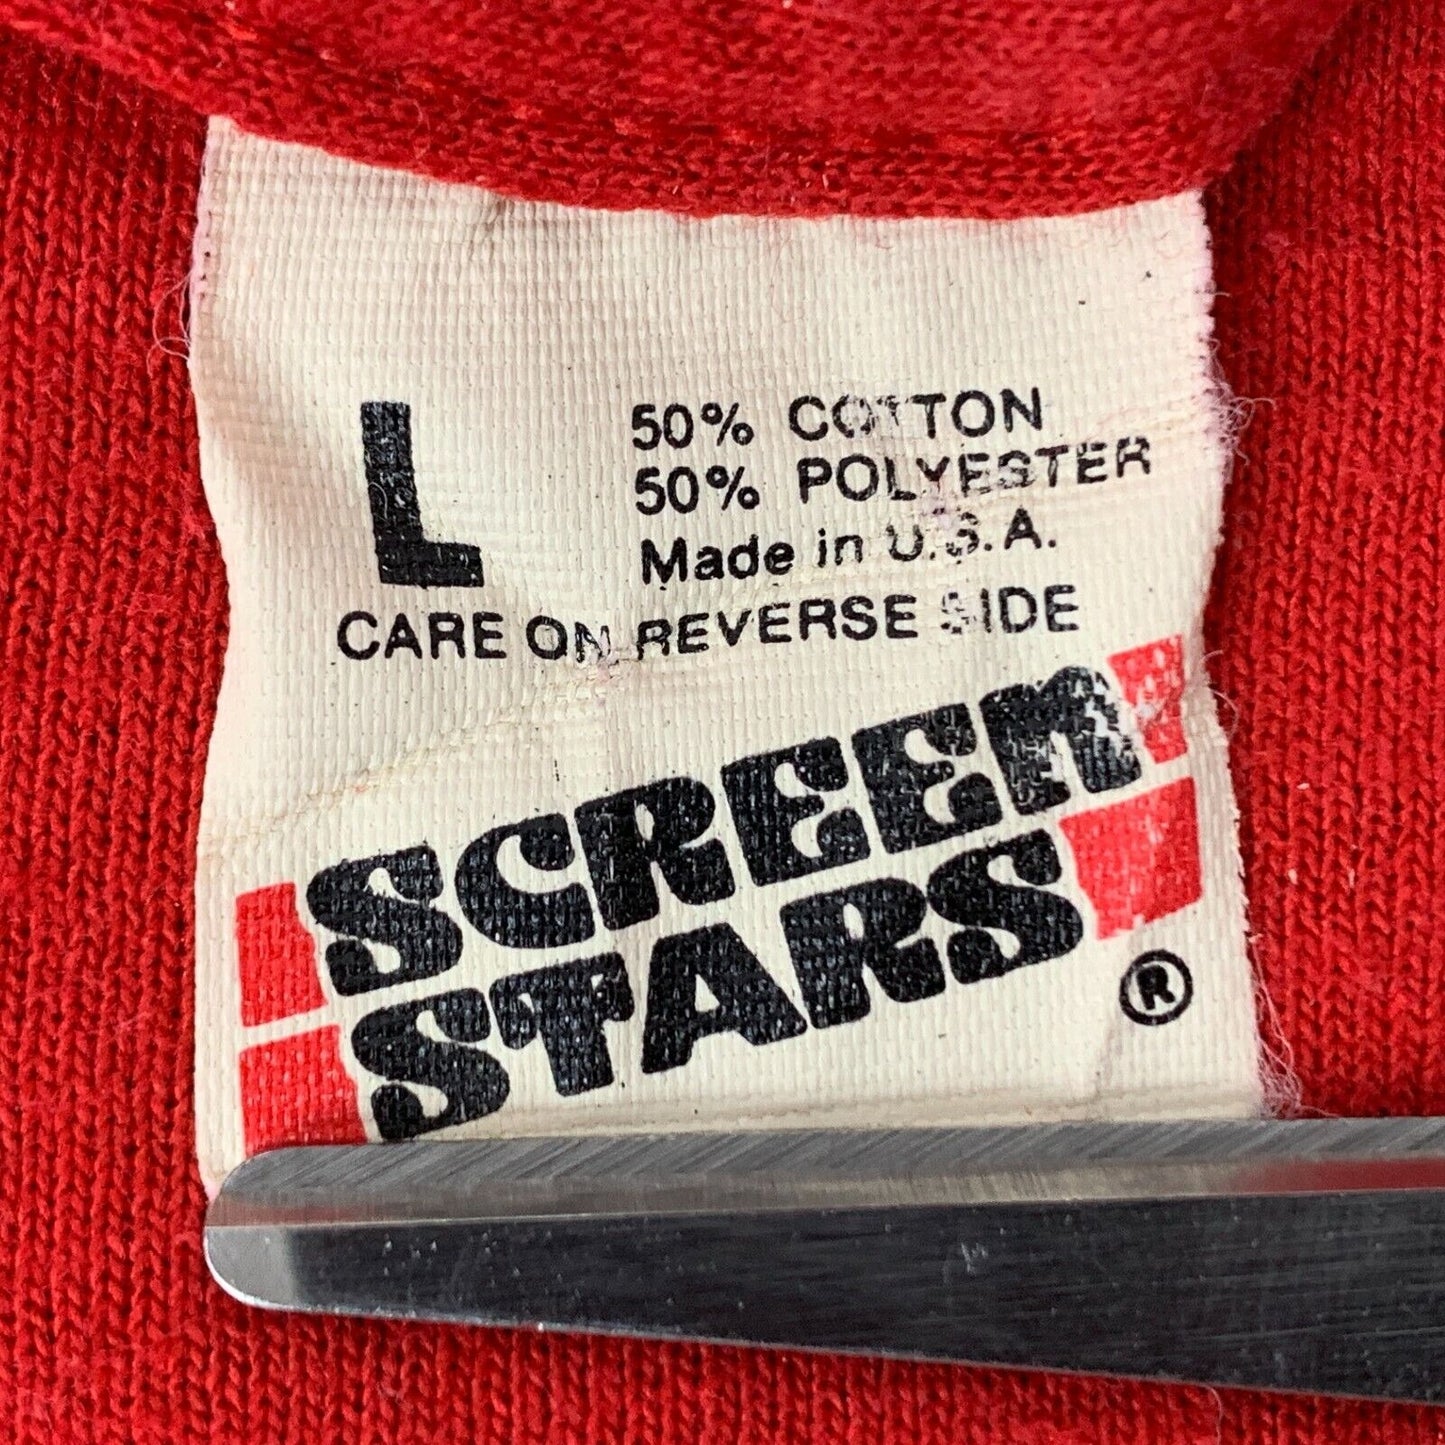 L
50% COTTON
50% POLYESTER
Made in U.S.A.
CARE ON REVERSE SIDE
SCREEN
STARS
®